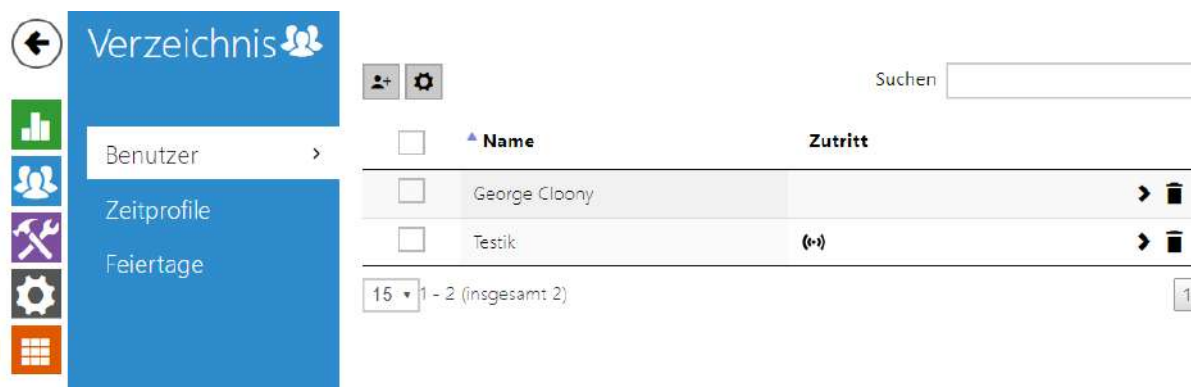 Verzeichnis
Suchen
Name Zutritt
Benutzer
George Cloony
Zeitprofile
Testik
Feiertage
15 1 - 2 (insgesamt 2)
1